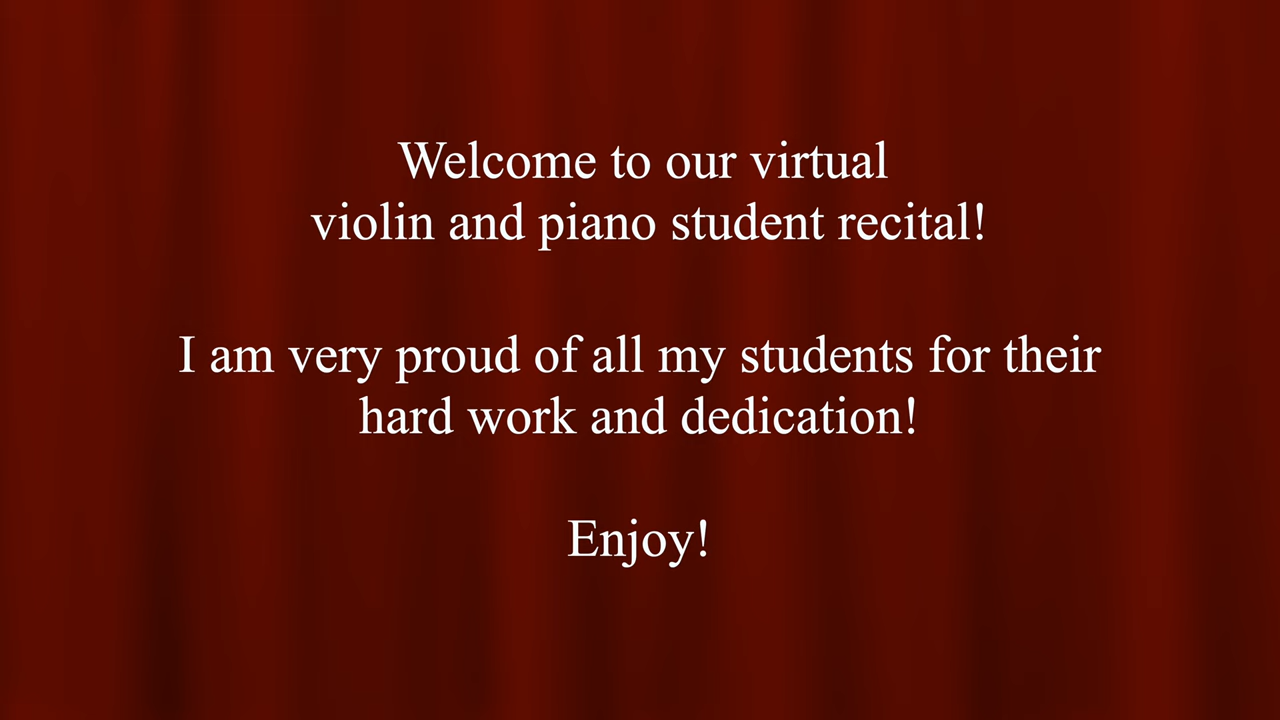 Welcome to our virtual
violin and piano student recital!
I am very proud of all my students for their
hard work and dedication!
Enjoy!